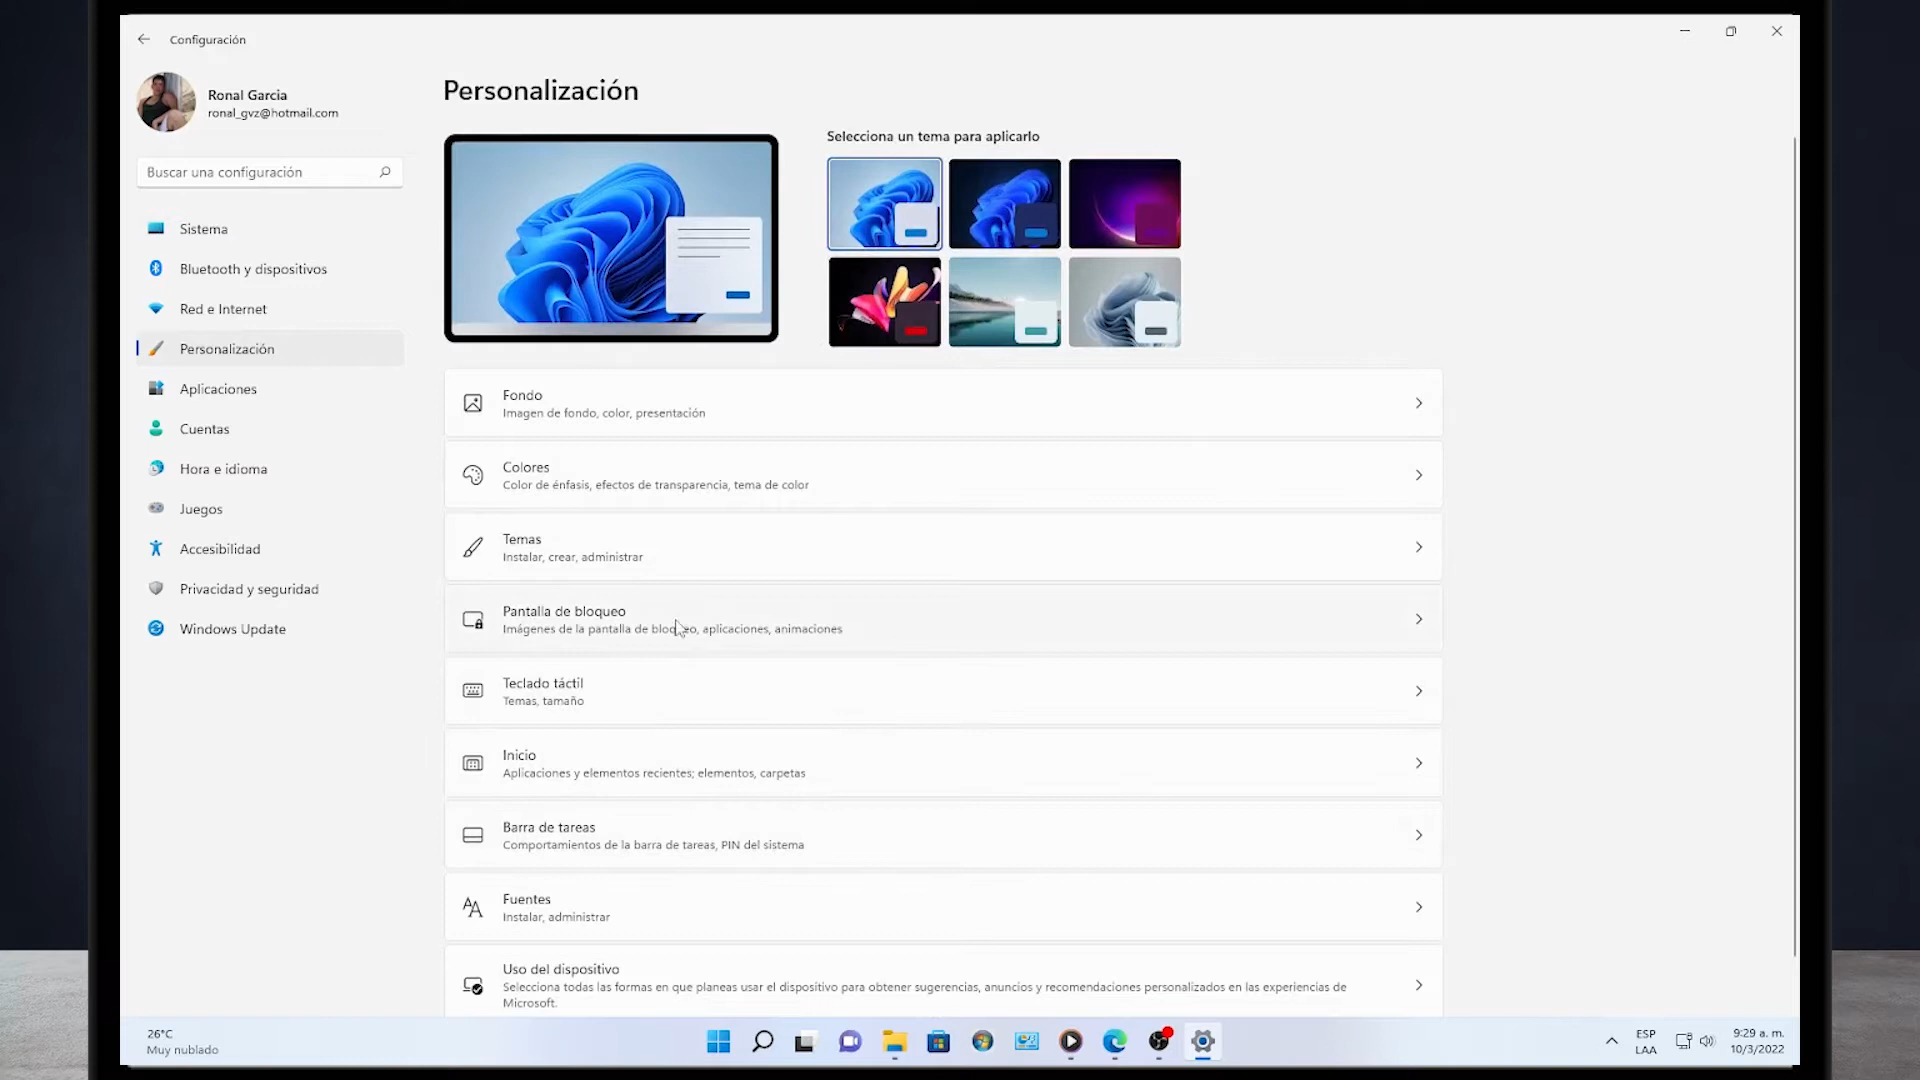 Configuración
Ronal Garcia
ronal_gvz@hotmail.com
Buscar una configuración
Sistema
Bluetooth y dispositivos
Red e Internet
Personalización
Aplicaciones
Cuentas
Hora e idioma
Juegos
Accesibilidad
Privacidad y seguridad
Windows Update
Personalización
Selecciona un tema para aplicarlo
Fondo
Imagen de fondo, color, presentación
Colores
Color de énfasis, efectos de transparencia, tema de color
Temas
Instalar, crear, administrar
Pantalla de bloqueo
Imágenes de la pantalla de bloqueo, aplicaciones, animaciones
Teclado táctil
Temas, tamaño
Inicio
Aplicaciones y elementos recientes; elementos, carpetas
Barra de tareas
Comportamientos de la barra de tareas, PIN del sistema
Fuentes
Instalar, administrar
Uso del dispositivo
Selecciona todas las formas en que planeas usar el dispositivo para obtener sugerencias, anuncios y recomendaciones personalizados en las experiencias de
Microsoft.
26°C
Muy nublado
ESP
LAA
9:29 a. m.
10/3/2022